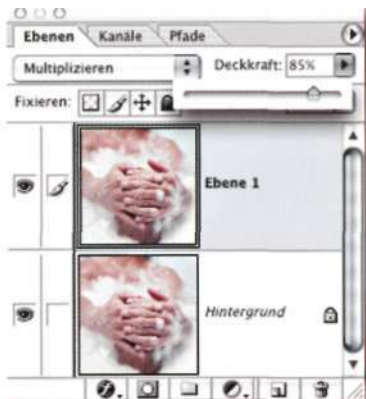 Ebenen Kanäle Pfade
Multiplizieren Deckkraft: 85%
Fixieren:
Ebene 1
Hintergrund